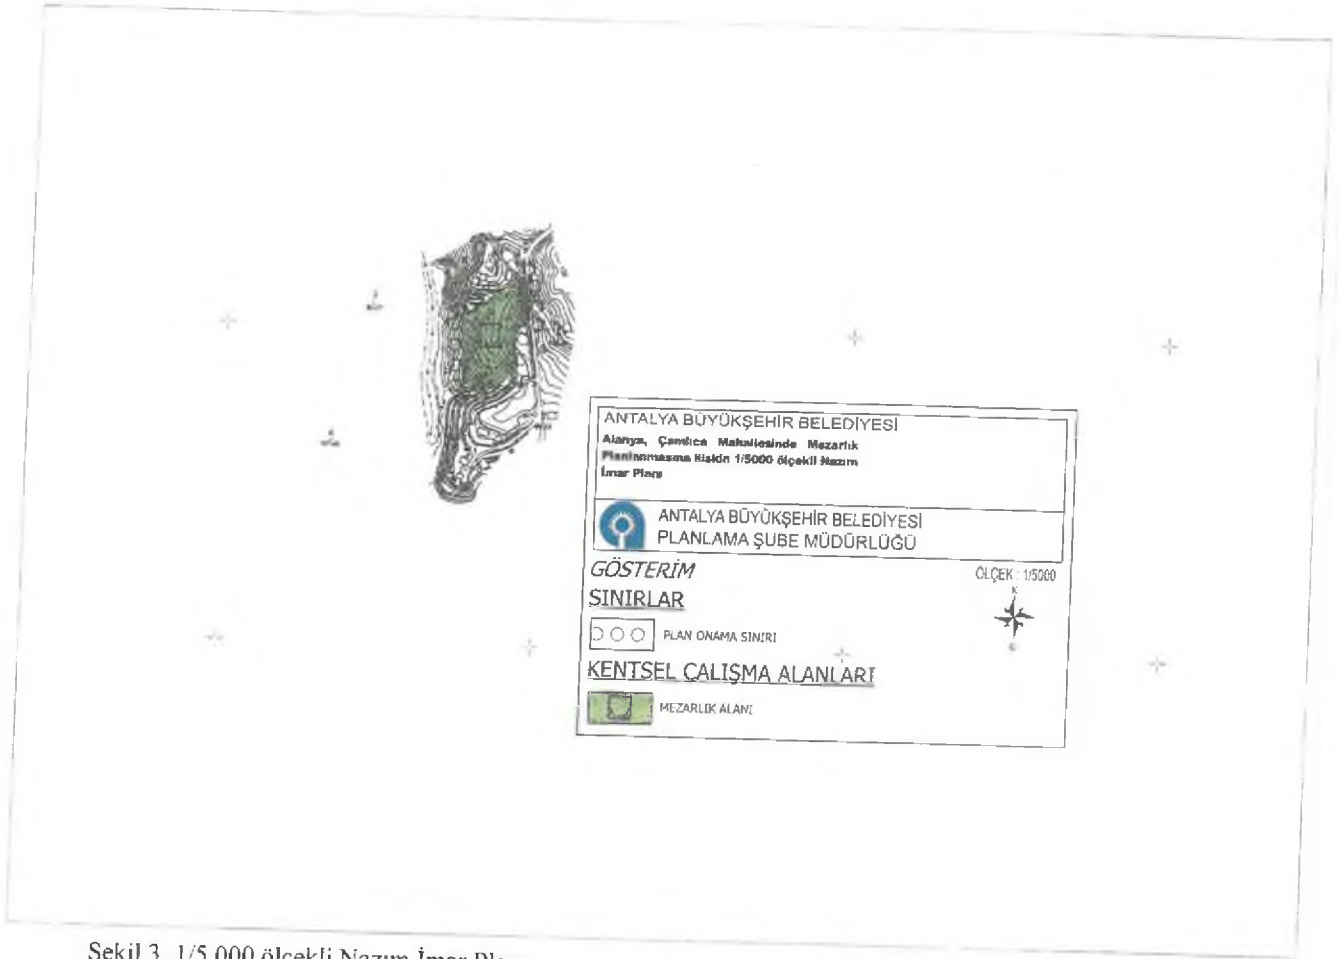 ANTALYA BÜYÜKŞEHİR BELEDİYESİ
Alanya, Çamlıca Mahallesinde Mezarlık
Planlanmasına İlişkin 1/5000 ölçekli Nazım
İmar Planı
ANTALYA BÜYÜKŞEHİR BELEDİYESİ
PLANLAMA ŞUBE MÜDÜRLÜĞÜ
GÖSTERİM
ÖLÇEK : 1/5000
K
G
SINIRLAR
PLAN ONAMA SINIRI
KENTSEL ÇALIŞMA ALANLARI
MEZARLIK ALANI
Şekil 3. 1/5.000 ölçekli Nazım İmar